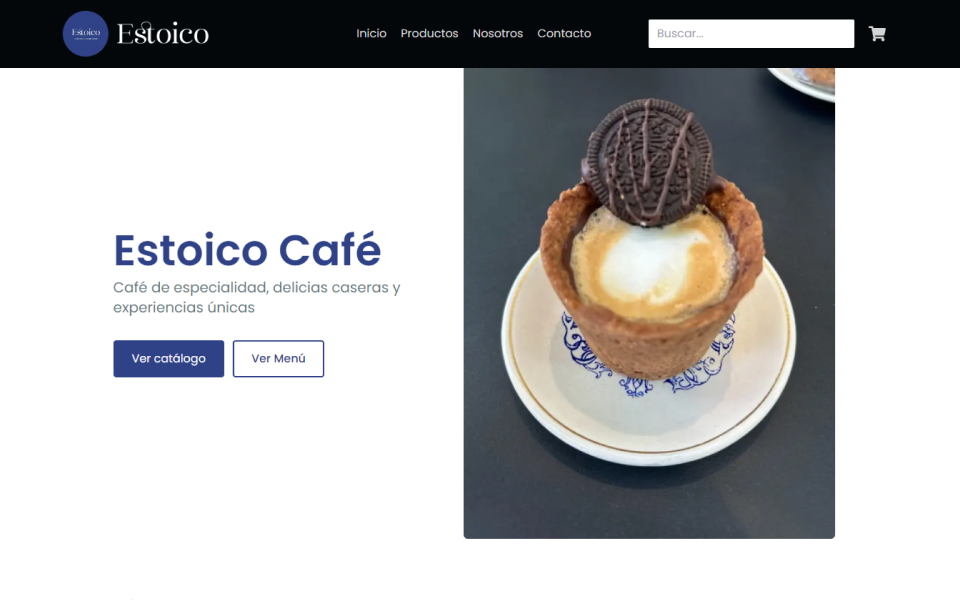 Estoico
Estoico
Inicio
Productos
Nosotros
Contacto
Buscar...
Estoico Café
Café de especialidad, delicias caseras y
experiencias únicas
Ver catálogo
Ver Menú